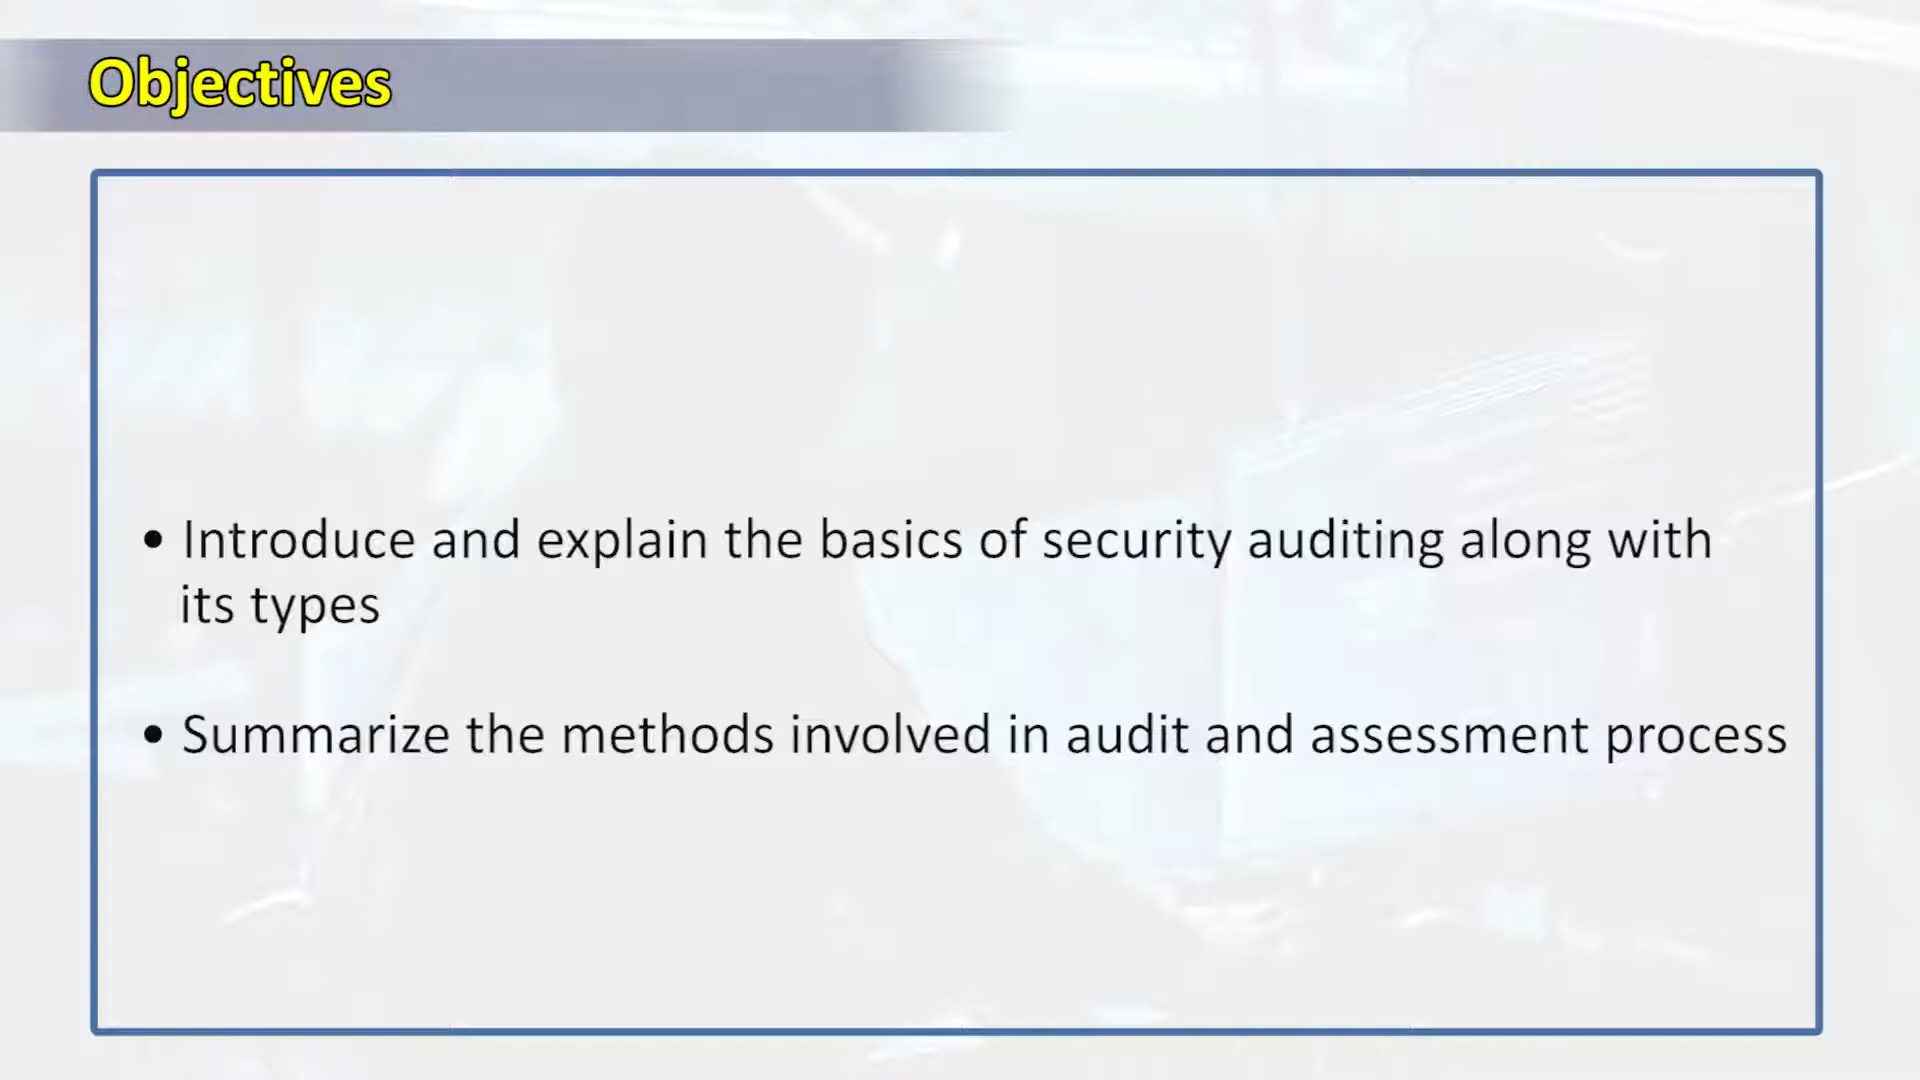 Objectives
• Introduce and explain the basics of security auditing along with
its types
• Summarize the methods involved in audit and assessment process